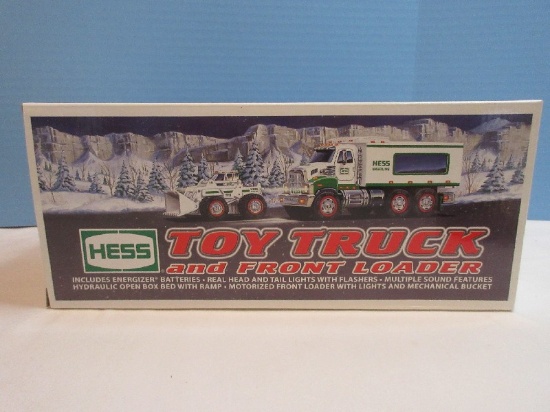 HESS
HESS
TOY TRUCK
and FRONT LOADER
INCLUDES ENERGIZER® BATTERIES • REAL HEAD AND TAIL LIGHTS WITH FLASHERS • MULTIPLE SOUND FEATURES
HYDRAULIC OPEN BOX BED WITH RAMP • MOTORIZED FRONT LOADER WITH LIGHTS AND MECHANICAL BUCKET